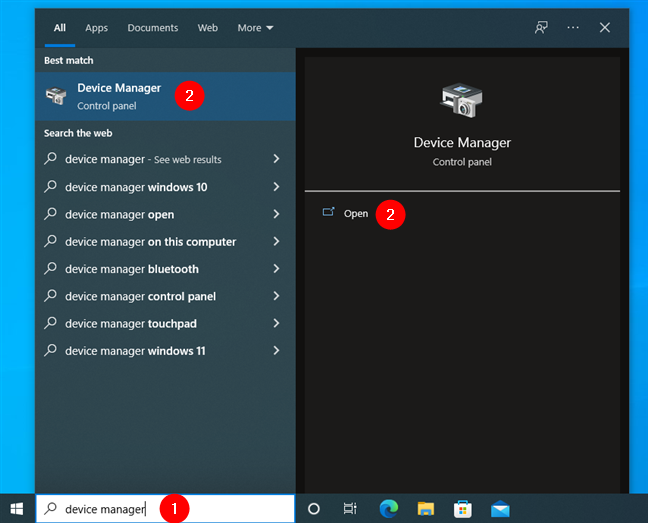 All Apps Documents Web More
Best match
Device Manager
Control panel
2
Search the web
device manager - See web results
device manager windows 10
device manager open
device manager on this computer
device manager bluetooth
device manager control panel
device manager touchpad
device manager windows 11
Device Manager
Control panel
Open 2
device manager 1